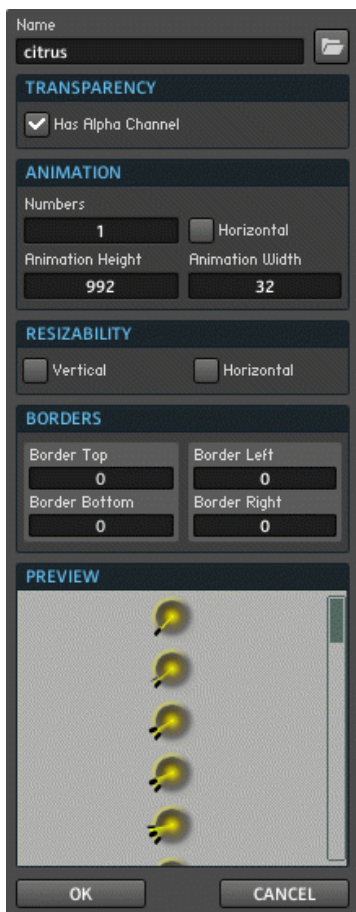 Name
citrus
TRANSPARENCY
Has Alpha Channel
ANIMATION
Numbers
1 Horizontal
Animation Height Animation Width
992 32
RESIZABILITY
Vertical Horizontal
BORDERS
Border Top Border Left
0 0
Border Bottom Border Right
0 0
PREVIEW
OK CANCEL